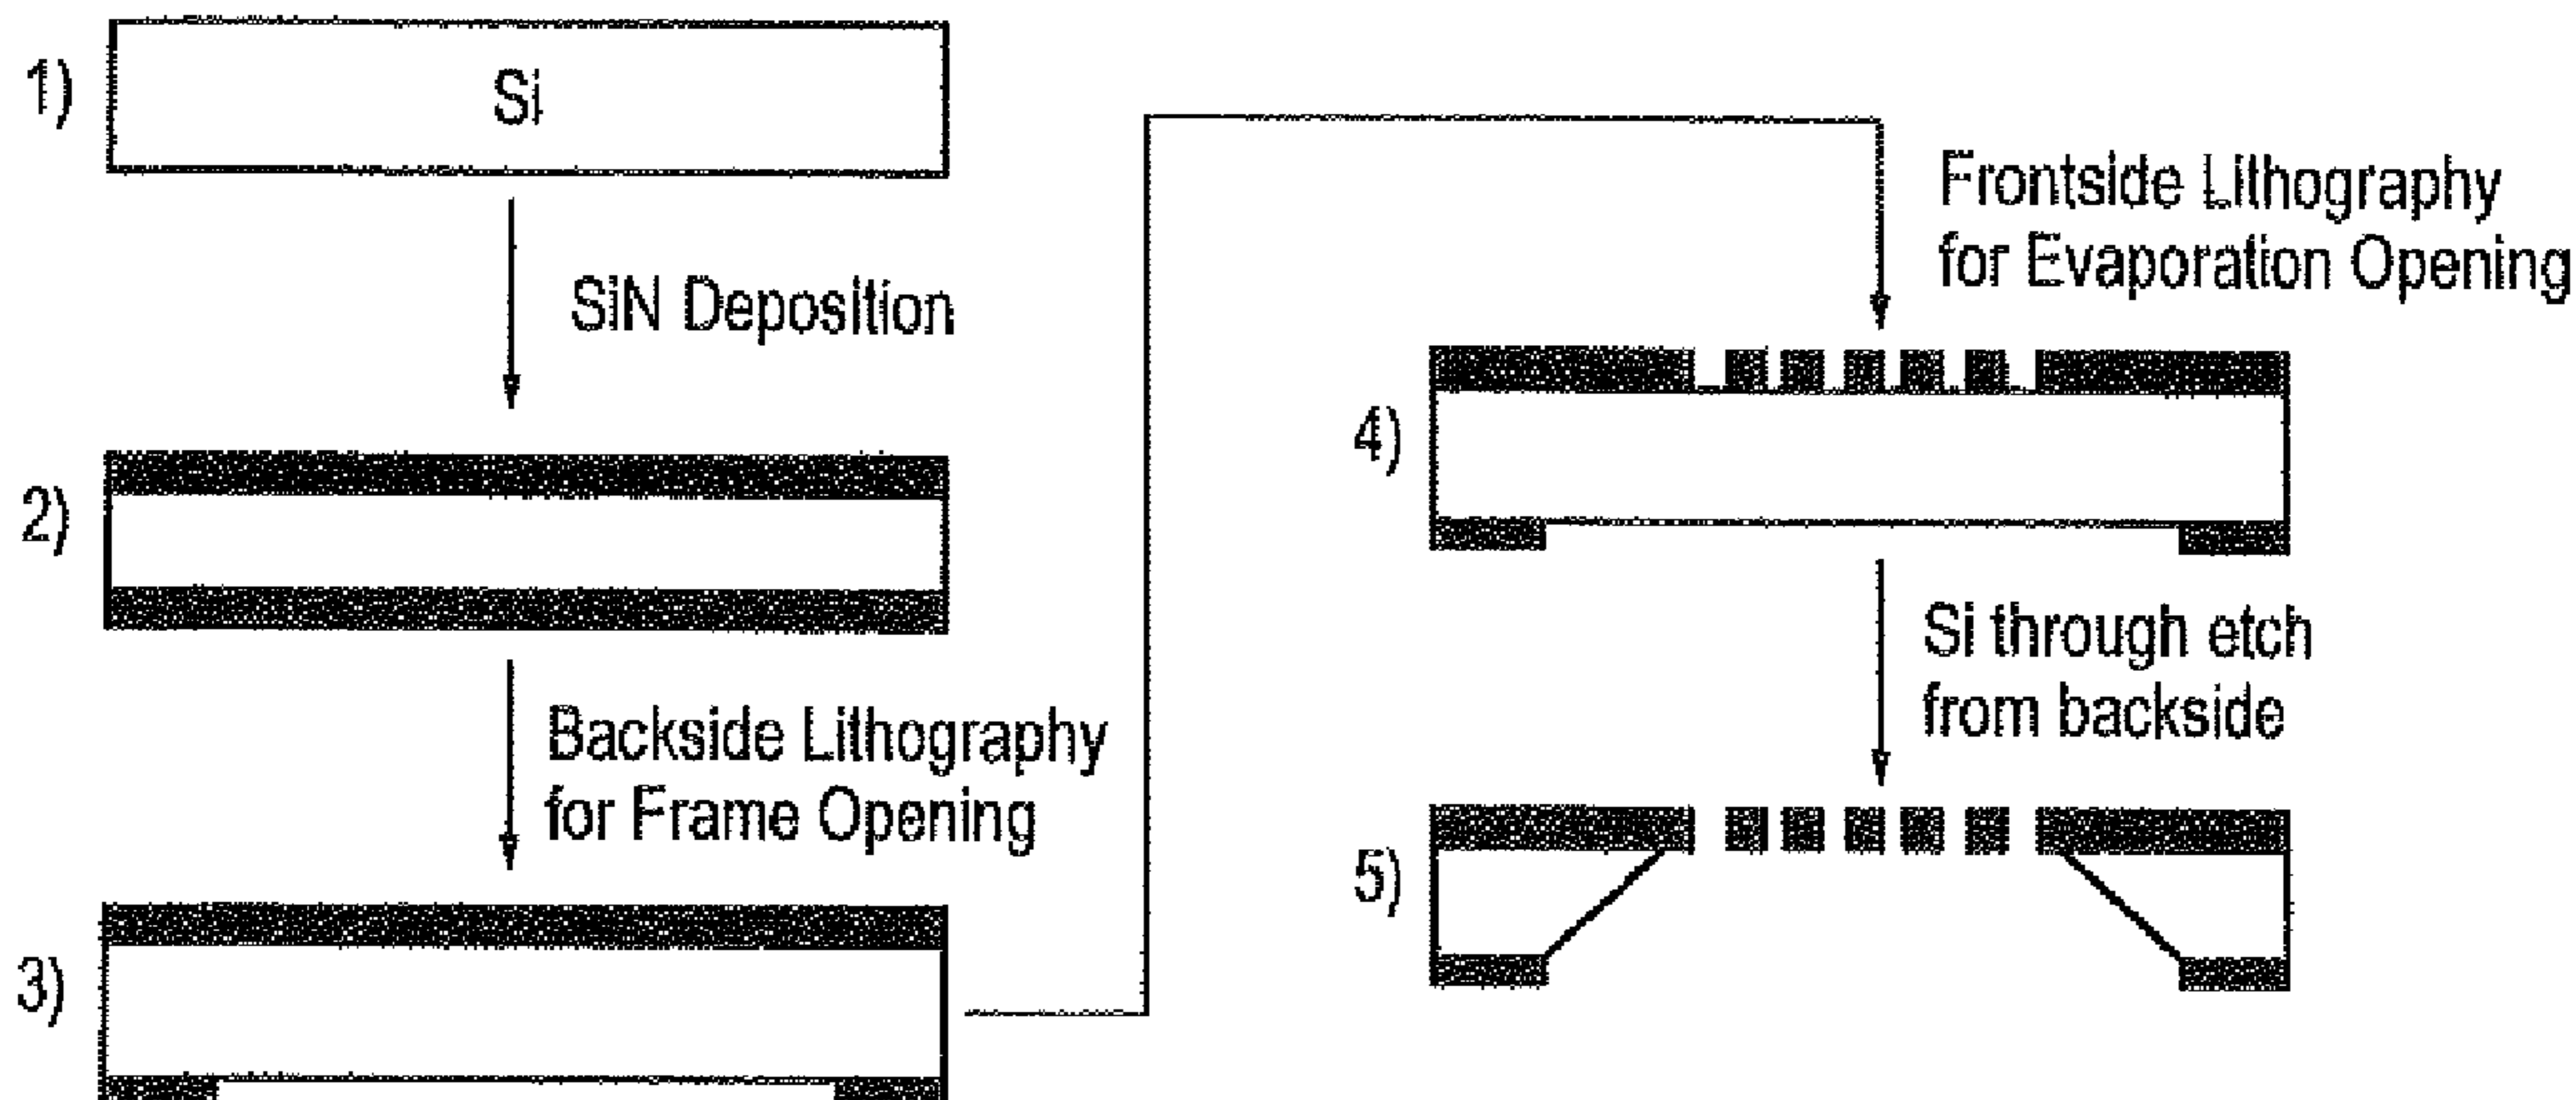 1)
Si
SiN Deposition
2)
Backside Lithography
for Frame Opening
3)
Frontside Lithography
for Evaporation Opening
4)
Si through etch
from backside
5)